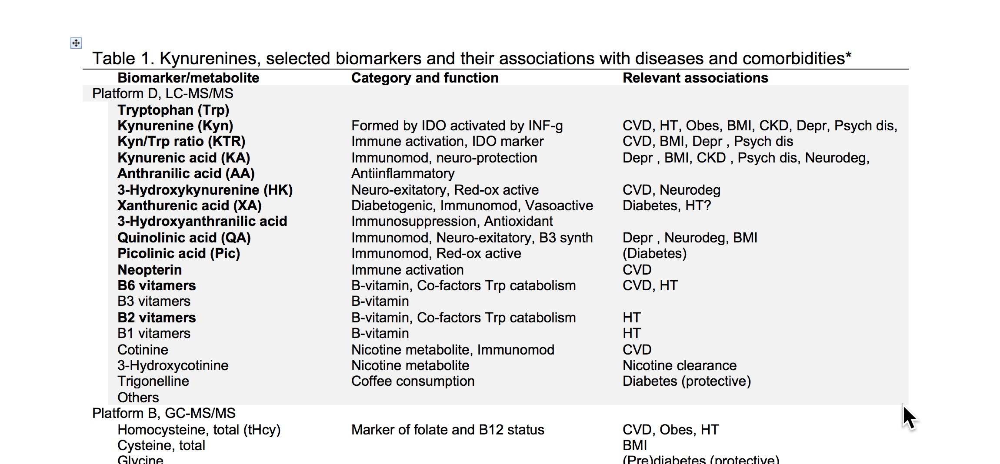 Table 1. Kynurenines, selected biomarkers and their associations with diseases and comorbidities*
Biomarker/metabolite Category and function Relevant associations
Platform D, LC-MS/MS
Tryptophan (Trp)
Kynurenine (Kyn) Formed by IDO activated by INF-g CVD, HT, Obes, BMI, CKD, Depr, Psych dis,
Kyn/Trp ratio (KTR) Immune activation, IDO marker CVD, BMI, Depr , Psych dis
Kynurenic acid (KA) Immunomod, neuro-protection Depr , BMI, CKD , Psych dis, Neurodeg,
Anthranilic acid (AA) Antiinflammatory
3-Hydroxykynurenine (HK) Neuro-exitatory, Red-ox active CVD, Neurodeg
Xanthurenic acid (XA) Diabetogenic, Immunomod, Vasoactive Diabetes, HT?
3-Hydroxyanthranilic acid Immunosuppression, Antioxidant
Quinolinic acid (QA) Immunomod, Neuro-exitatory, B3 synth Depr , Neurodeg, BMI
Picolinic acid (Pic) Immunomod, Red-ox active (Diabetes)
Neopterin Immune activation CVD
B6 vitamers B-vitamin, Co-factors Trp catabolism CVD, HT
B3 vitamers B-vitamin
B2 vitamers B-vitamin, Co-factors Trp catabolism HT
B1 vitamers B-vitamin HT
Cotinine Nicotine metabolite, Immunomod CVD
3-Hydroxycotinine Nicotine metabolite Nicotine clearance
Trigonelline Coffee consumption Diabetes (protective)
Others
Platform B, GC-MS/MS
Homocysteine, total (tHcy) Marker of folate and B12 status CVD, Obes, HT
Cysteine, total BMI
Glycine (Pre)diabetes (protective)